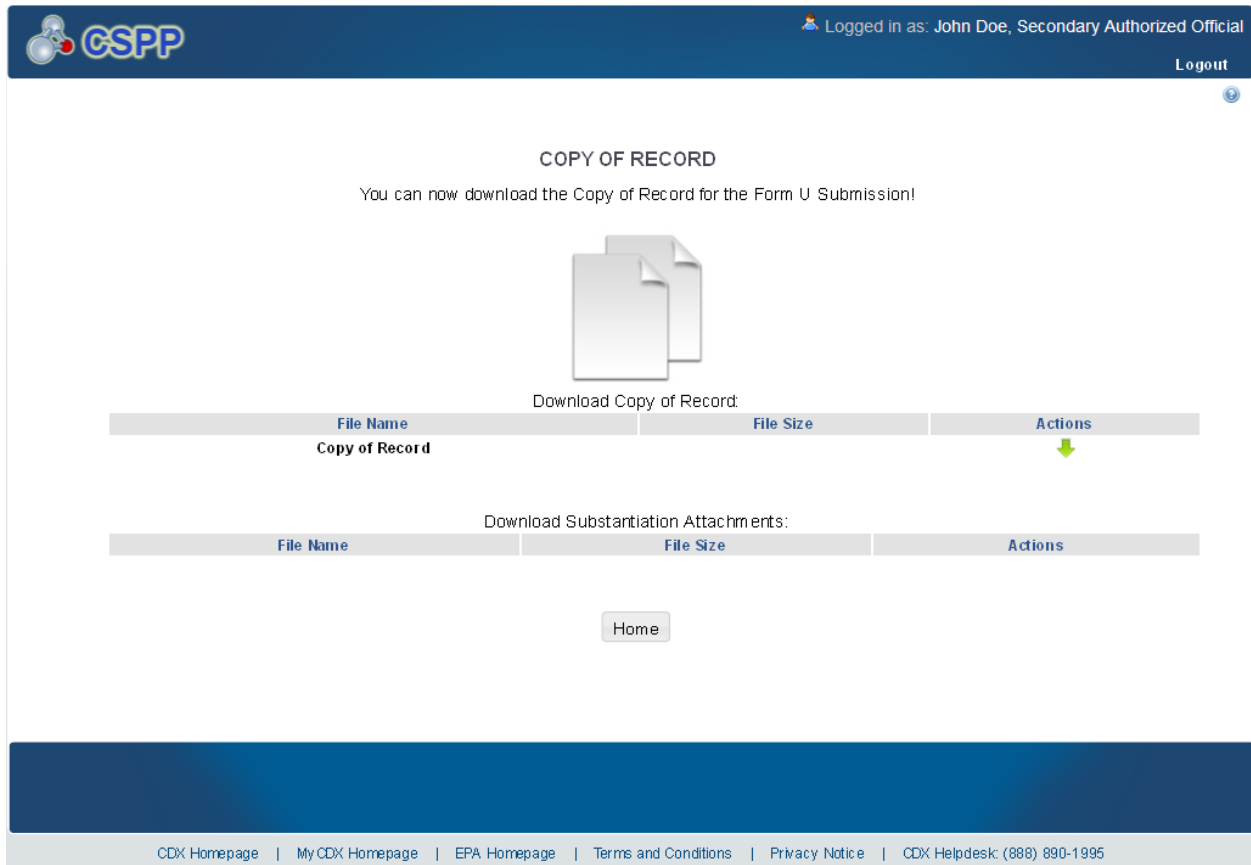 CSPP
Logged in as: John Doe, Secondary Authorized Official
Logout
COPY OF RECORD
You can now download the Copy of Record for the Form U Submission!
Download Copy of Record:
File Name File Size Actions
Copy of Record
Download Substantiation Attachments:
File Name File Size Actions
Home
CDX Homepage | MyCDX Homepage | EPA Homepage | Terms and Conditions | Privacy Notice | CDX Helpdesk: (888) 890-1995